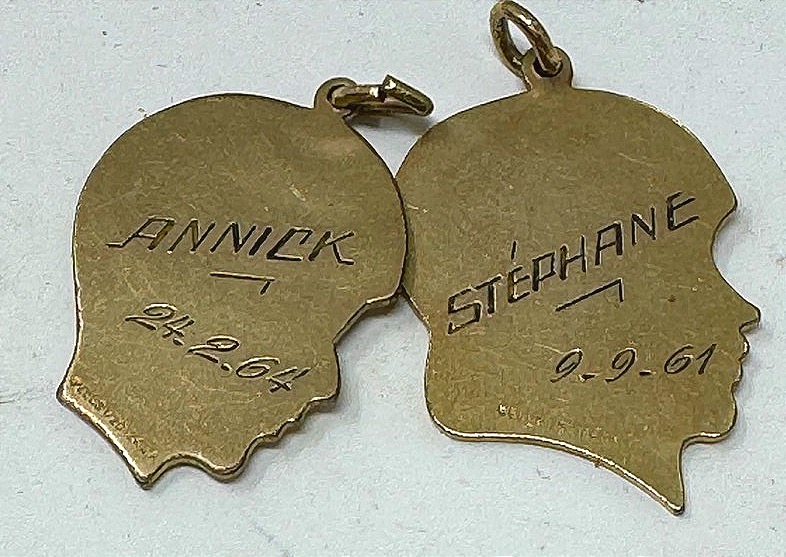 ANNICK
24.2.64
STÉPHANE
9-9-61